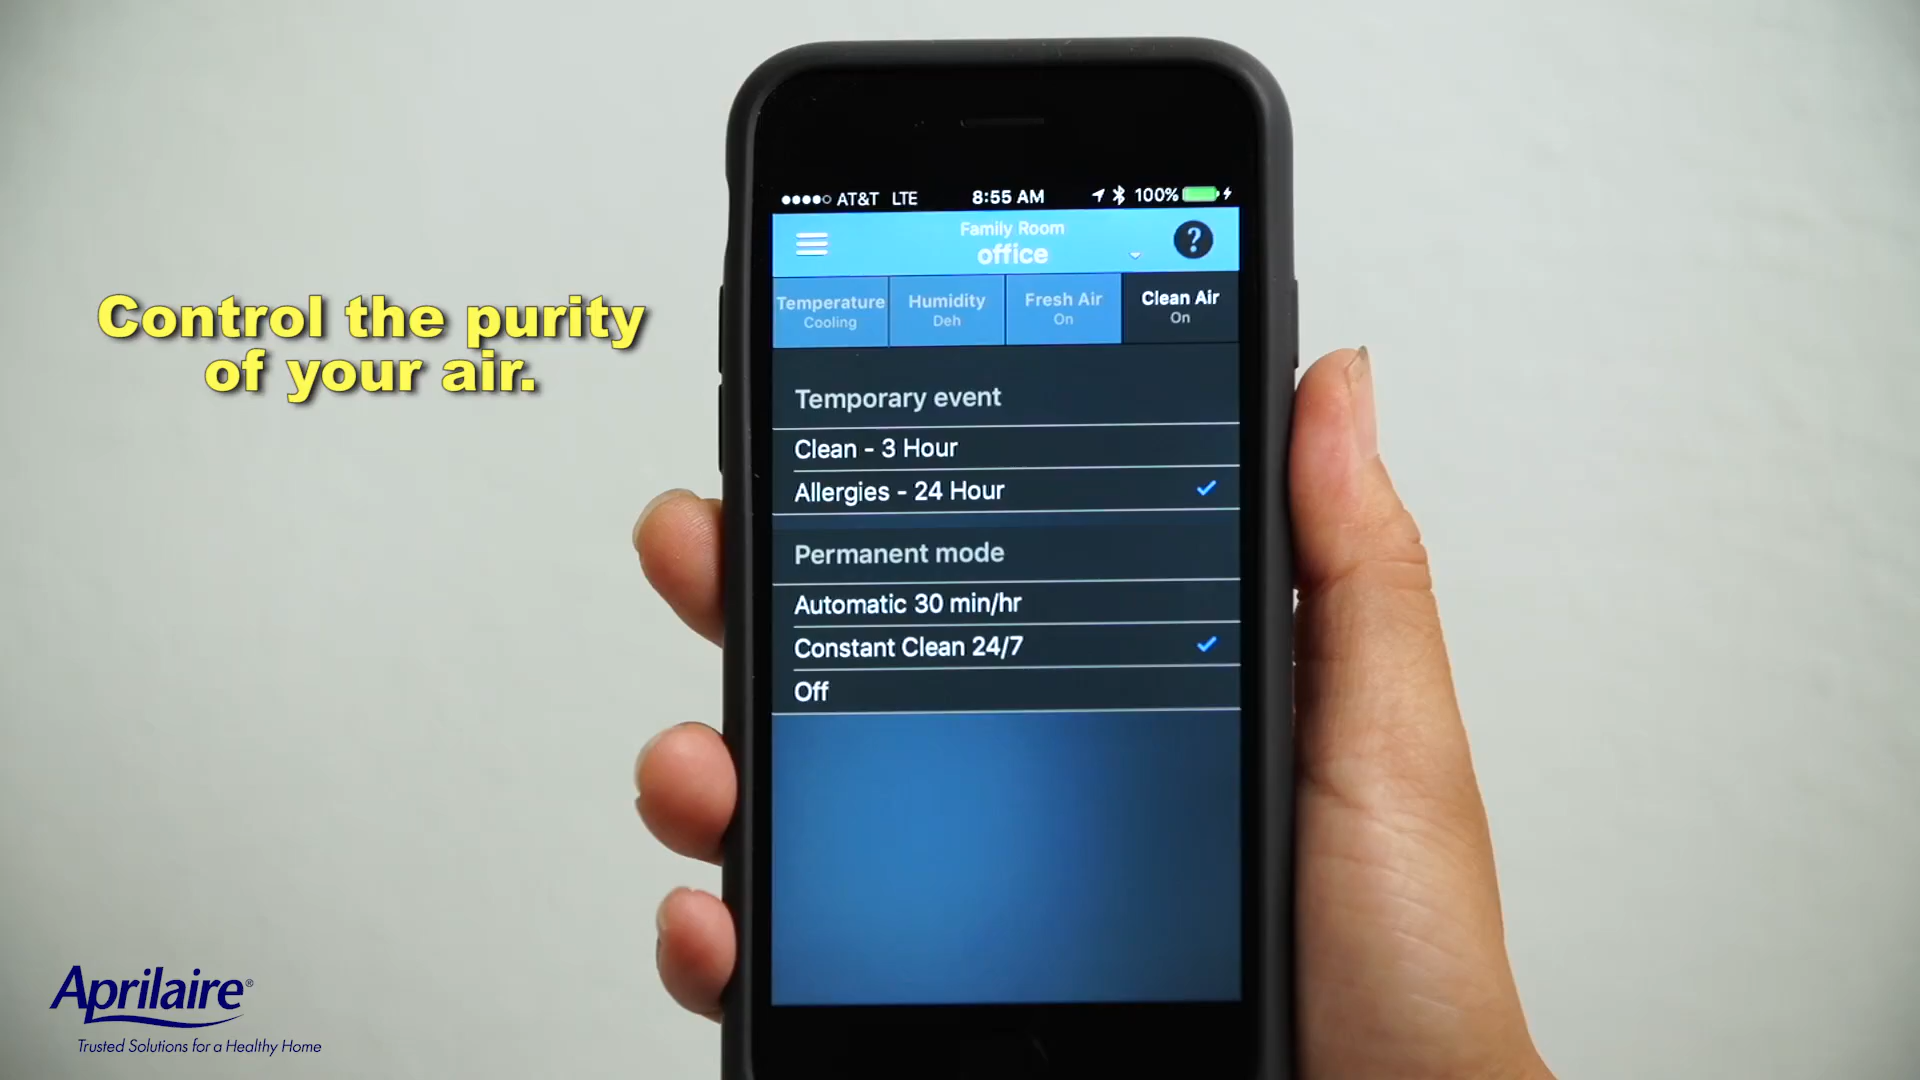 Control the purity
of your air.
AT&T LTE 8:55 AM 100%
Family Room
office
?
Temperature
Cooling
Humidity
Deh
Fresh Air
On
Clean Air
On
Temporary event
Clean - 3 Hour
Allergies - 24 Hour
Permanent mode
Automatic 30 min/hr
Constant Clean 24/7
Off
Aprilaire®
Trusted Solutions for a Healthy Home